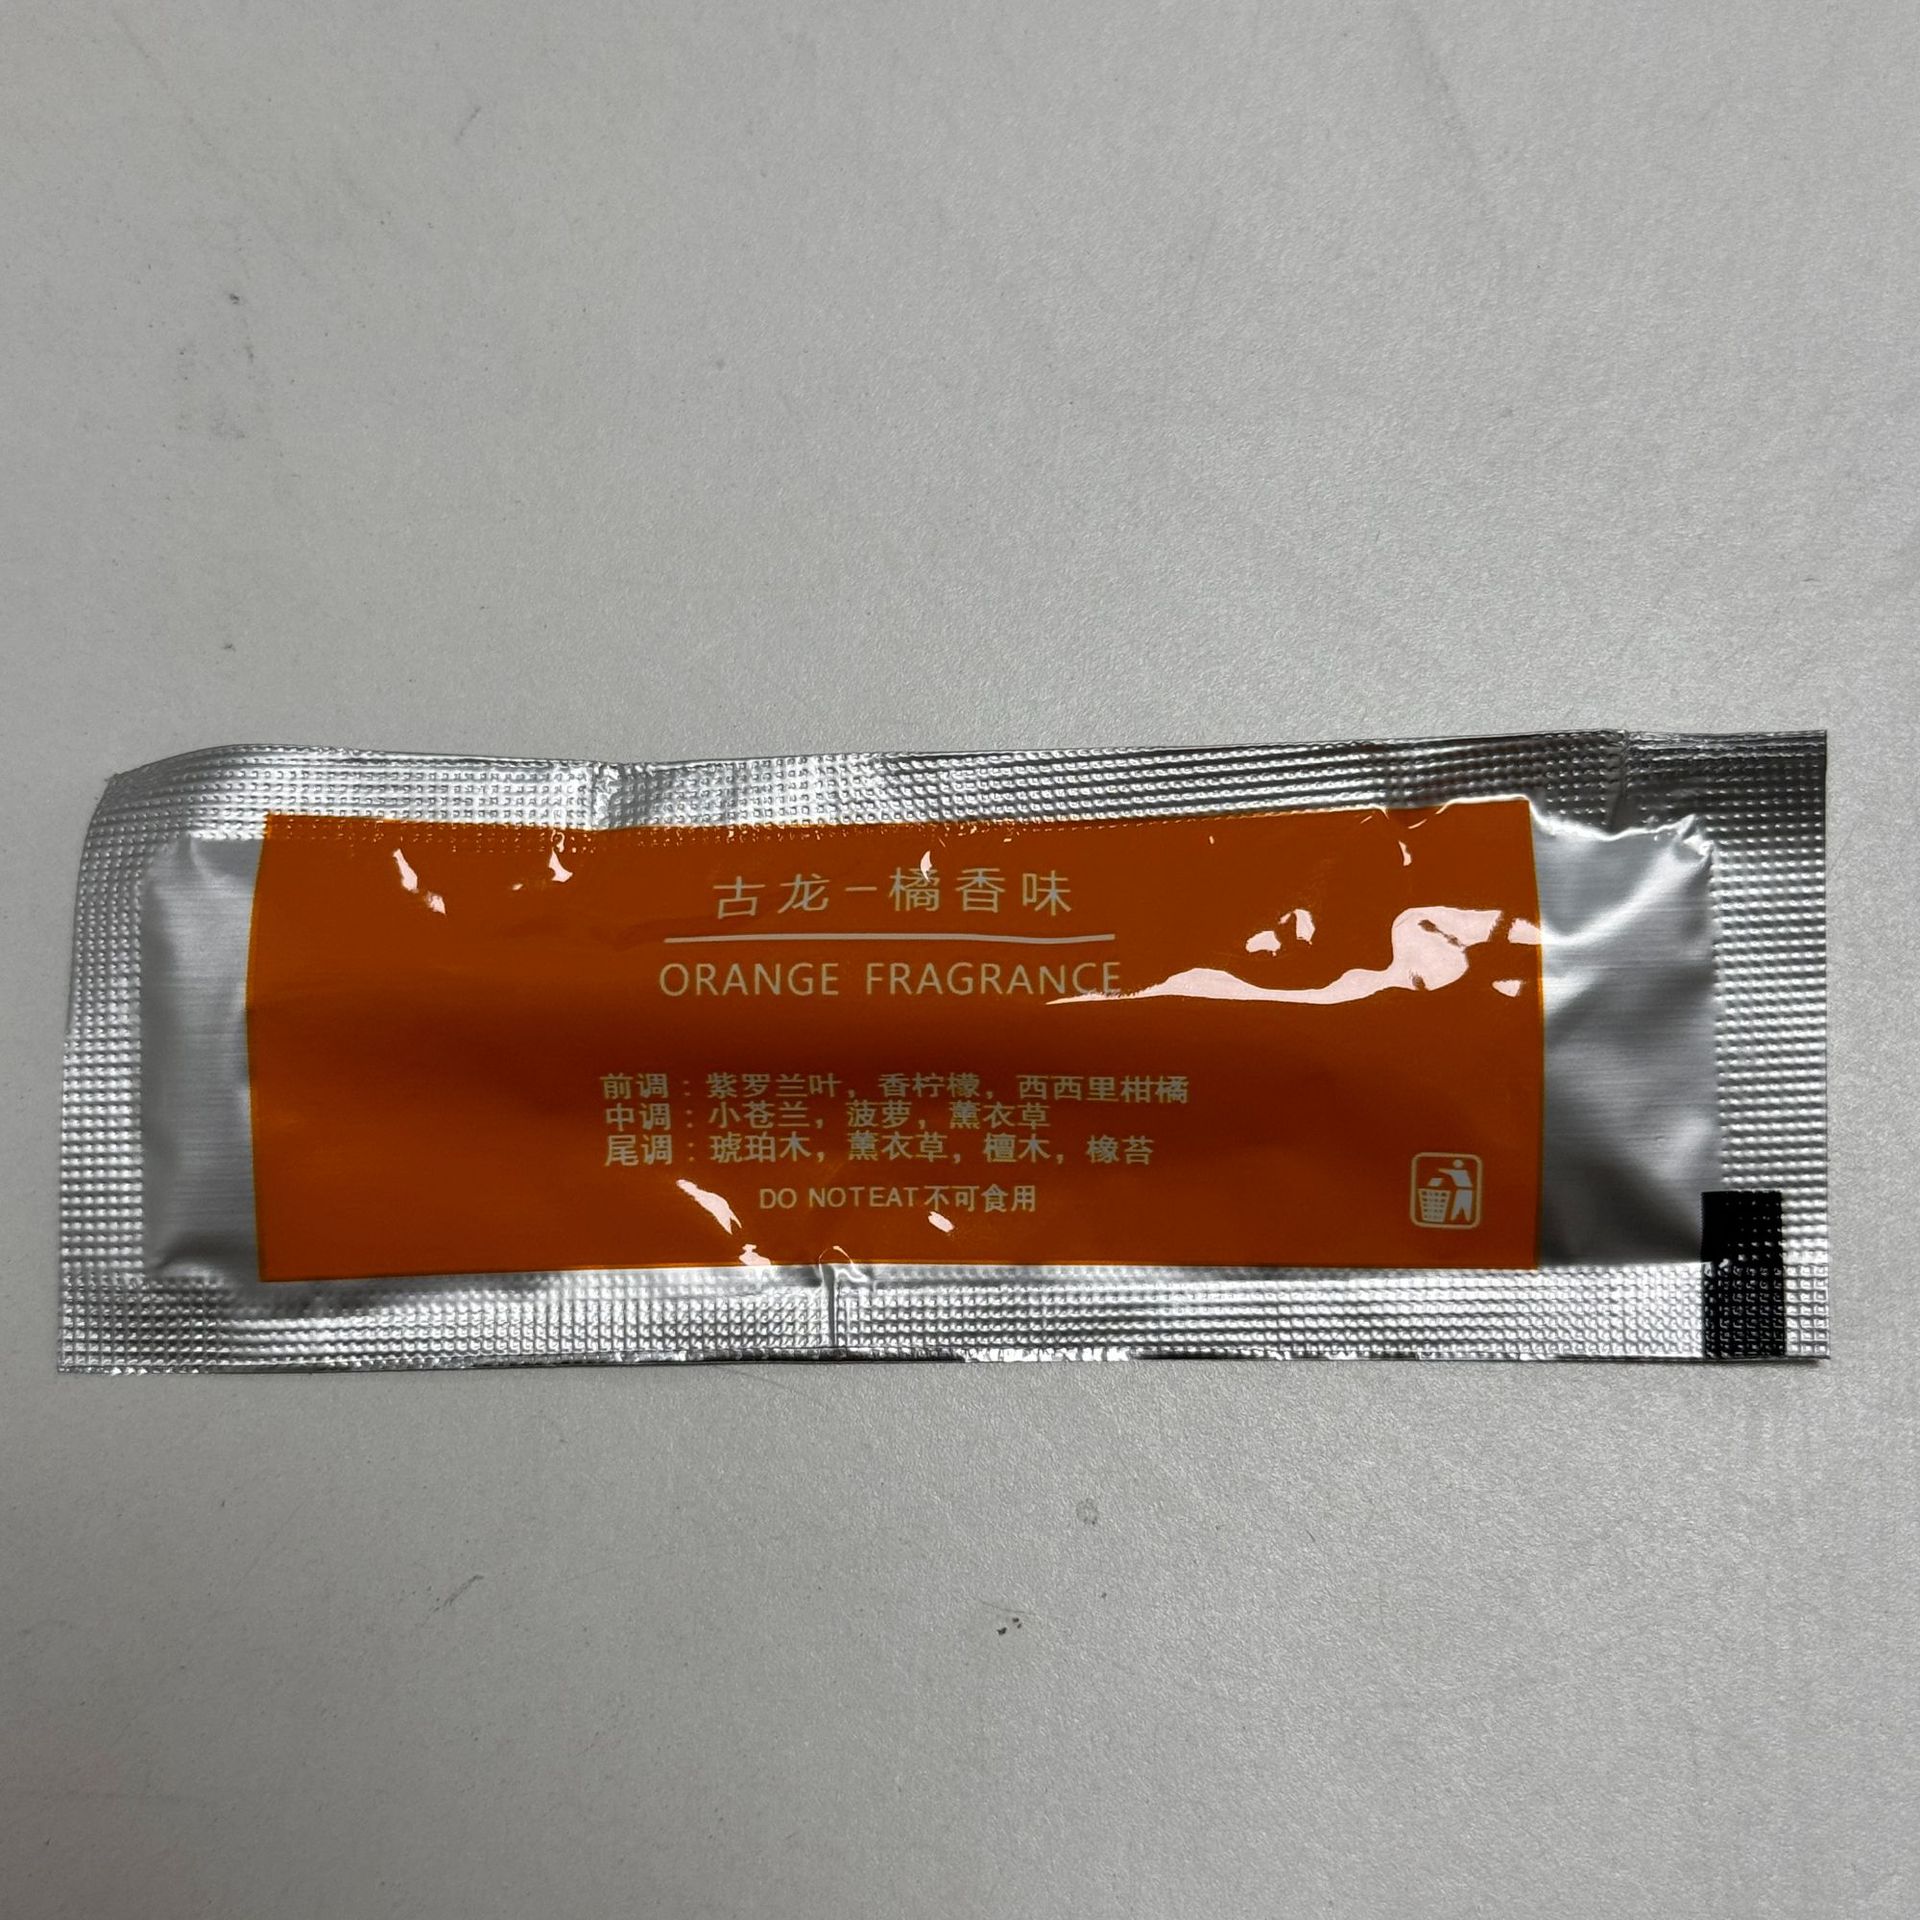 古龙－橘香味
ORANGE FRAGRANCE
前调：紫罗兰叶，香柠檬，西西里柑橘
中调：小苍兰，菠萝，薰衣草
尾调：琥珀木，薰衣草，檀木，橡苔
DO NOTEAT不可食用